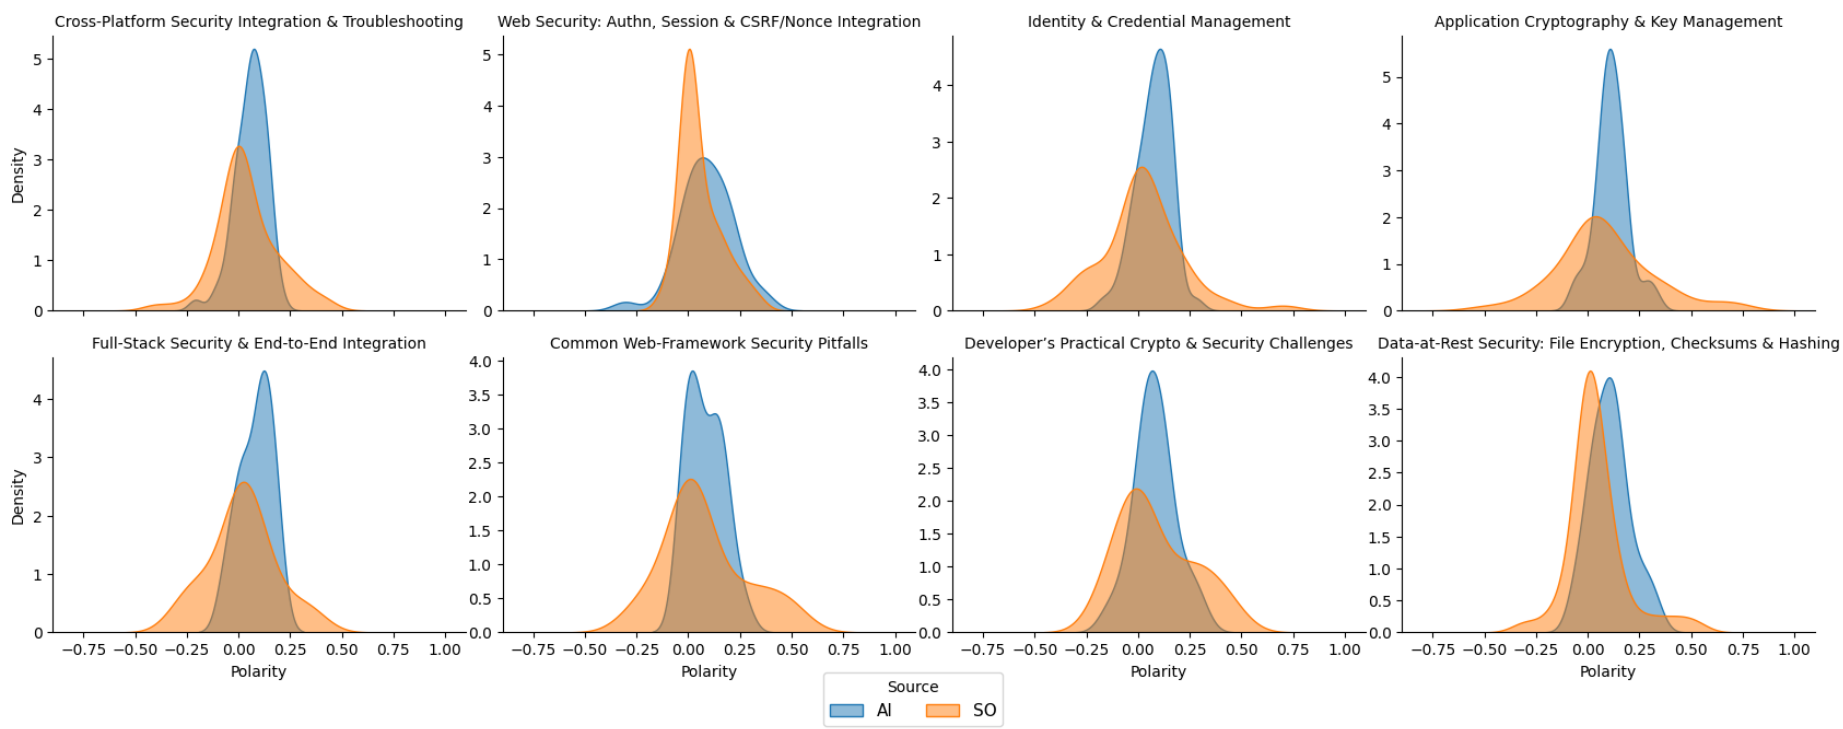 Cross-Platform Security Integration & Troubleshooting
Web Security: Authn, Session & CSRF/Nonce Integration
Identity & Credential Management
Application Cryptography & Key Management
Density
5
4
3
2
1
0
5
4
3
2
1
0
4
3
2
1
0
5
4
3
2
1
0
Full-Stack Security & End-to-End Integration
Common Web-Framework Security Pitfalls
Developer’s Practical Crypto & Security Challenges
Data-at-Rest Security: File Encryption, Checksums & Hashing
Density
4
3
2
1
0
4.0
3.5
3.0
2.5
2.0
1.5
1.0
0.5
0.0
4.0
3.5
3.0
2.5
2.0
1.5
1.0
0.5
0.0
4.0
3.5
3.0
2.5
2.0
1.5
1.0
0.5
0.0
−0.75 −0.50 −0.25 0.00 0.25 0.50 0.75 1.00
−0.75 −0.50 −0.25 0.00 0.25 0.50 0.75 1.00
−0.75 −0.50 −0.25 0.00 0.25 0.50 0.75 1.00
−0.75 −0.50 −0.25 0.00 0.25 0.50 0.75 1.00
Polarity
Polarity
Polarity
Polarity
Source
AI SO